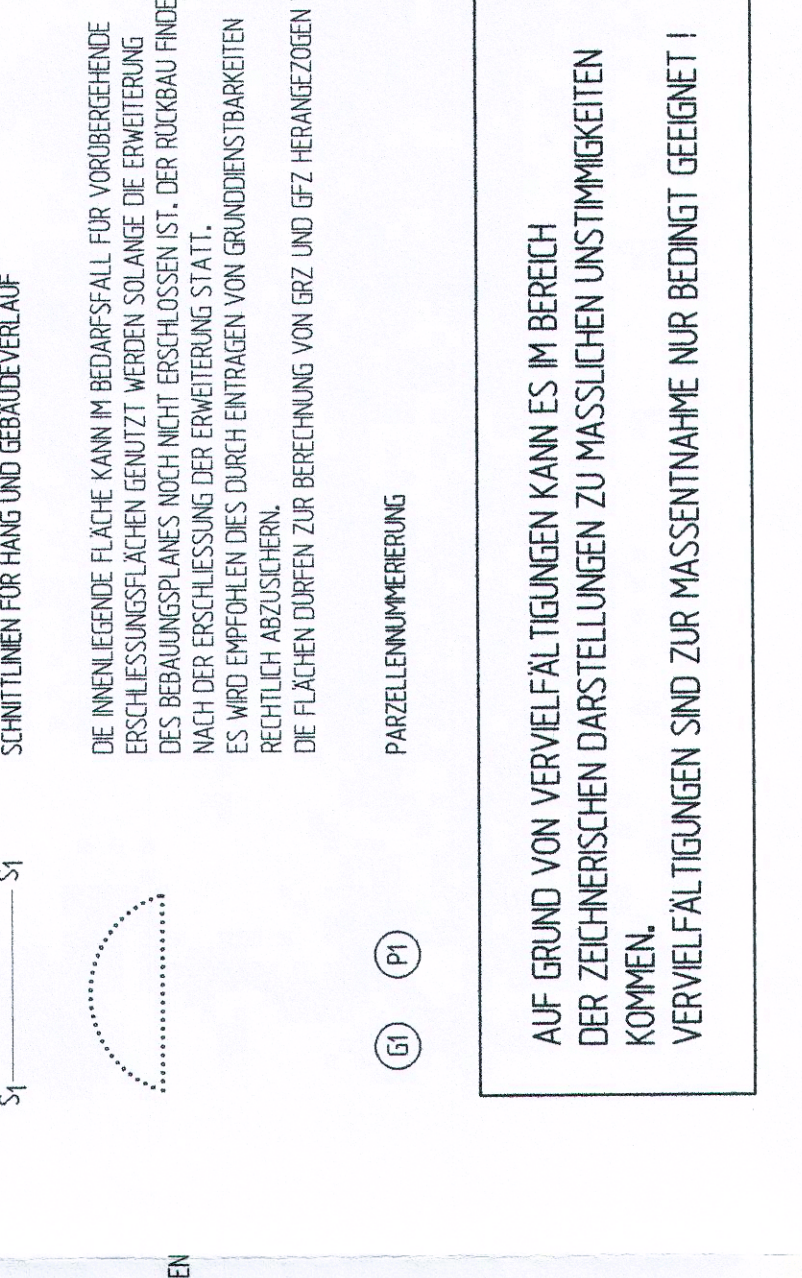 S1 S1 SCHNITTLINIEN FÜR HANG UND GEBÄUDEVERLAUF
DIE INNENLIEGENDE FLÄCHE KANN IM BEDARFSFALL FÜR VORÜBERGEHENDE
ERSCHLIESSUNGSFLÄCHEN GENUTZT WERDEN SOLANGE DIE ERWEITERUNG
DES BEBAUUNGSPLANES NOCH NICHT ERSCHLOSSEN IST. DER RÜCKBAU FINDE
NACH DER ERSCHLIESSUNG DER ERWEITERUNG STATT.
ES WIRD EMPFOHLEN DIES DURCH EINTRAGEN VON GRUNDDIENSTBARKEITEN
RECHTLICH ABZUSICHERN.
DIE FLÄCHEN DÜRFEN ZUR BERECHNUNG VON GRZ UND GFZ HERANGEZOGEN
EN
G1 P1 PARZELLENNUMMERIERUNG
AUF GRUND VON VERVIELFÄLTIGUNGEN KANN ES IM BEREICH
DER ZEICHNERISCHEN DARSTELLUNGEN ZU MASSLICHEN UNSTIMMIGKEITEN
KOMMEN.
VERVIELFÄLTIGUNGEN SIND ZUR MASSENTNAHME NUR BEDINGT GEEIGNET !